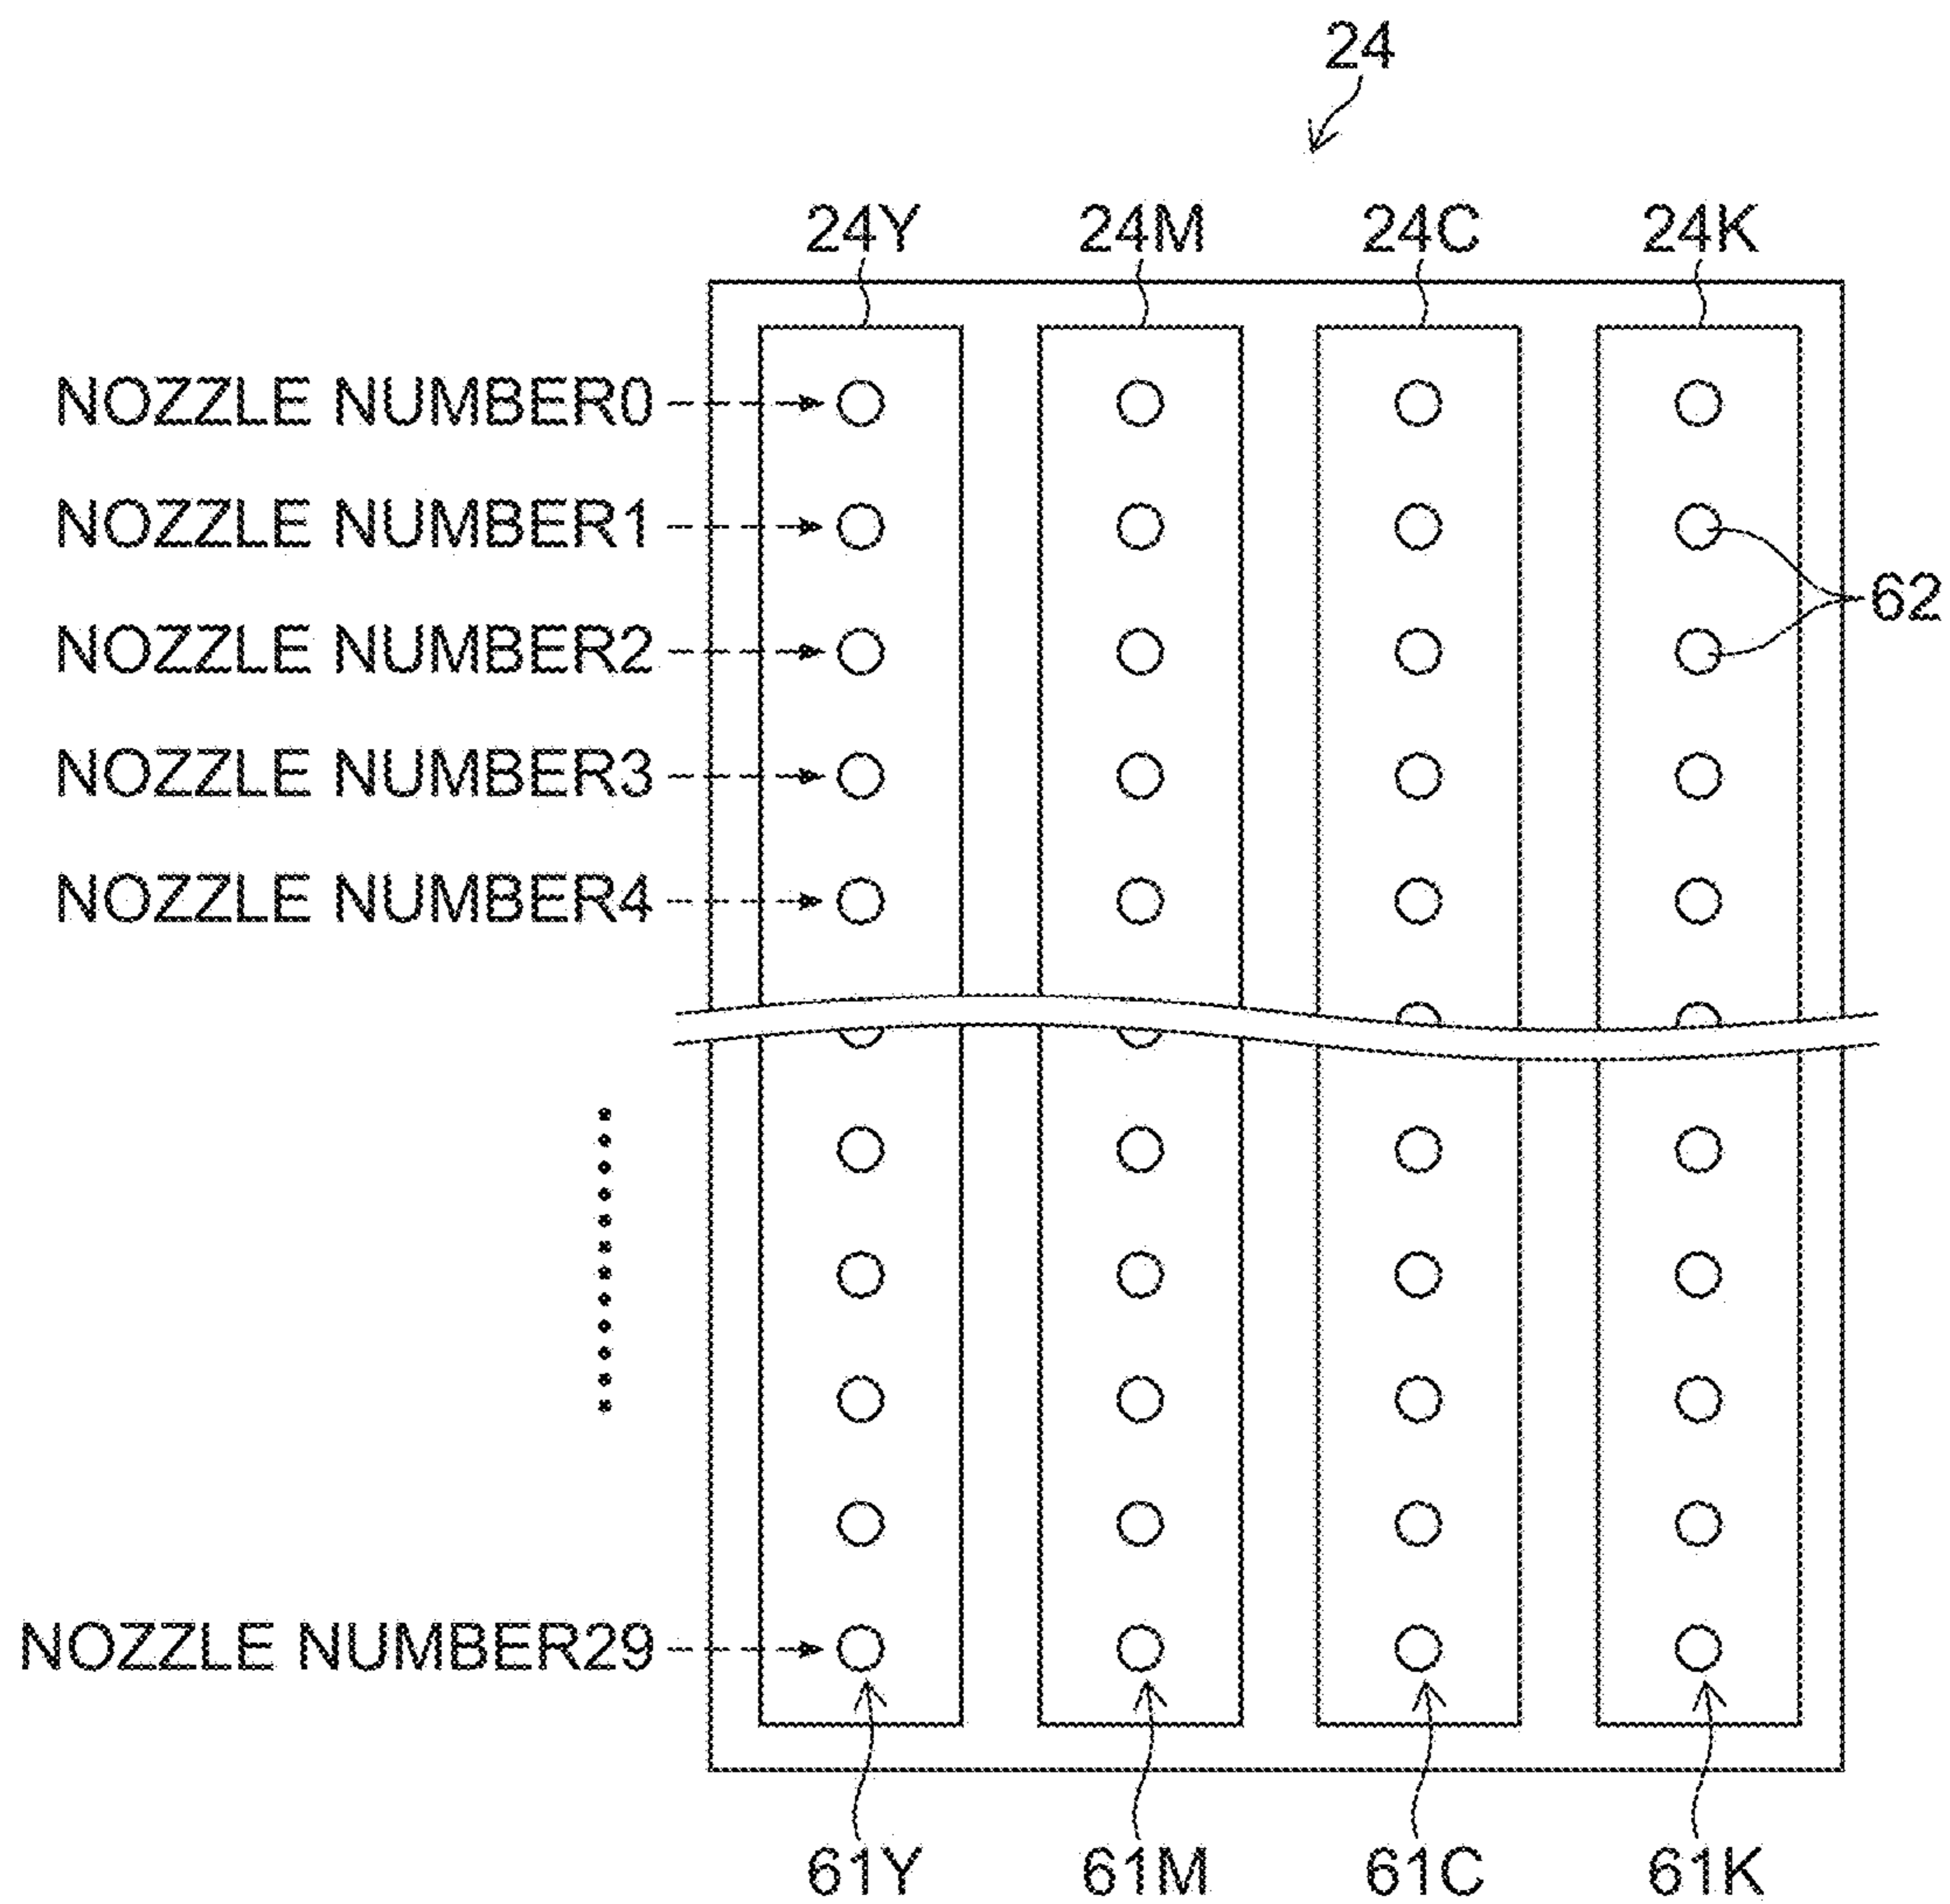 24
24Y 24M 24C 24K
NOZZLE NUMBER0
NOZZLE NUMBER1
62
NOZZLE NUMBER2
NOZZLE NUMBER3
NOZZLE NUMBER4
NOZZLE NUMBER29
61Y 61M 61C 61K